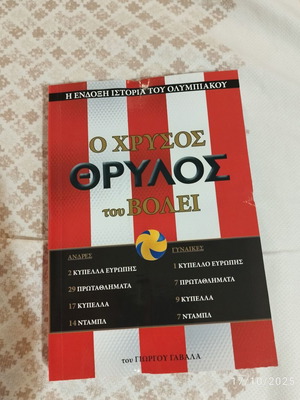 Η ΕΝΔΟΞΗ ΙΣΤΟΡΙΑ ΤΟΥ ΟΛΥΜΠΙΑΚΟΥ
Ο ΧΡΥΣΟΣ
ΘΡΥΛΟΣ
του ΒΟΛΕΪ
ΑΝΔΡΕΣ
2 ΚΥΠΕΛΛΑ ΕΥΡΩΠΗΣ
29 ΠΡΩΤΑΘΛΗΜΑΤΑ
17 ΚΥΠΕΛΛΑ
14 ΝΤΑΜΠΛ
ΓΥΝΑΙΚΕΣ
1 ΚΥΠΕΛΛΟ ΕΥΡΩΠΗΣ
7 ΠΡΩΤΑΘΛΗΜΑΤΑ
9 ΚΥΠΕΛΛΑ
7 ΝΤΑΜΠΛ
του ΓΙΩΡΓΟΥ ΓΑΒΑΛΑ
17/10/2025